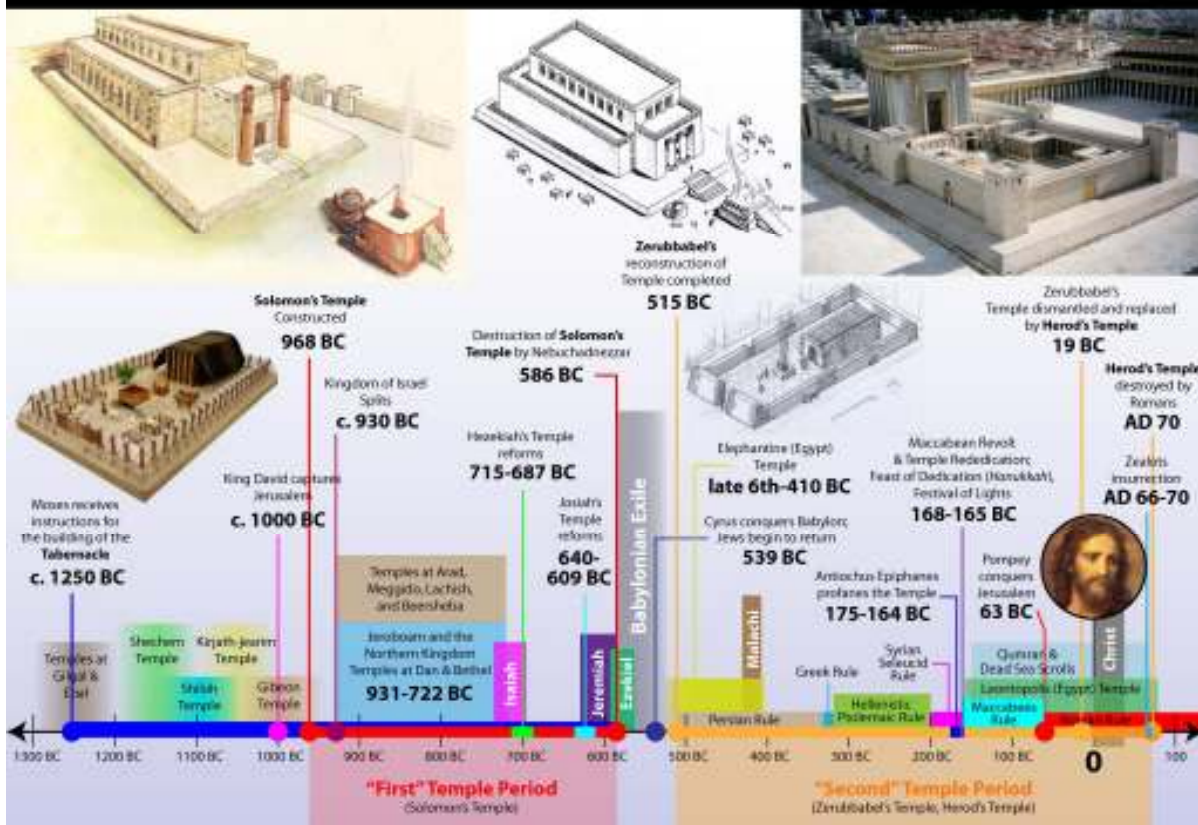 Zerubbabel's
reconstruction of
Temple completed
515 BC
Solomon's Temple
Constructed
968 BC
Destruction of Solomon's
Temple by Nebuchadnezzar
586 BC
Zerubbabel's
Temple dismantled and replaced
by Herod's Temple
19 BC
Herod's Temple
destroyed by
Romans
AD 70
Kingdom of Israel
Splits
c. 930 BC
Hezekiah's Temple
reforms
715-687 BC
Elephantine (Egypt)
Temple
late 6th-410 BC
Maccabean Revolt
& Temple Rededication;
Feast of Dedication (Hanukkah),
Festival of Lights
168-165 BC
Zealots
insurrection
AD 66-70
King David captures
Jerusalem
c. 1000 BC
Moses receives
instructions for
the building of the
Tabernacle
c. 1250 BC
Josiah's
Temple
reforms
640-
609 BC
Babylonian Exile
Cyrus conquers Babylon;
Jews begin to return
539 BC
Pompey
conquers
Jerusalem
63 BC
Antiochus Epiphanes
profanes the Temple
175-164 BC
Temples at Arad,
Meggido, Lachish,
and Beersheba
Jeroboam and the
Northern Kingdom
Temples at Dan & Bethel
931-722 BC
Temples at
Gilgal &
Ebal
Shechem
Temple
Kirjath-jearim
Temple
Shiloh
Temple
Gibeon
Temple
Isaiah
Jeremiah
Ezekiel
Malachi
Christ
Greek Rule
Syrian
Seleucid
Rule
Qumran &
Dead Sea Scrolls
Leontopolis (Egypt) Temple
Persian Rule
Hellenistic,
Ptolemaic Rule
Maccabean
Rule
Rule
1300 BC
1200 BC
1100 BC
1000 BC
900 BC
800 BC
700 BC
600 BC
500 BC
400 BC
300 BC
200 BC
100 BC
0
100
"First" Temple Period
(Solomon's Temple)
"Second" Temple Period
(Zerubbabel's Temple, Herod's Temple)